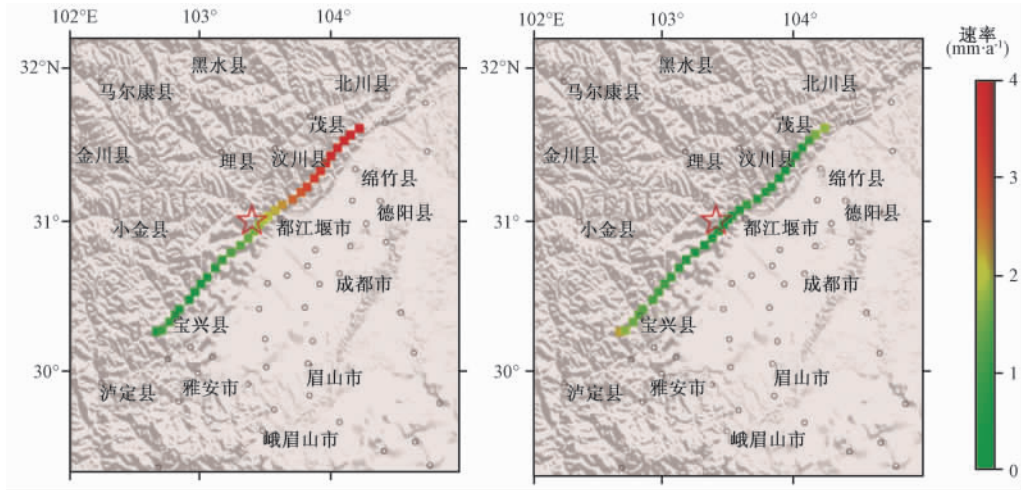 102°E 103° 104°
32°N
31°
30°
黑水县
北川县
马尔康县
茂县
金川县
理县
汶川县
绵竹县
德阳县
小金县
都江堰市
成都市
宝兴县
眉山市
泸定县
雅安市
峨眉山市
102°E 103° 104°
黑水县
北川县
马尔康县
茂县
金川县
理县
汶川县
绵竹县
德阳县
小金县
都江堰市
成都市
宝兴县
眉山市
泸定县
雅安市
峨眉山市
102°E 103° 104°
32°N
31°
30°
102°E 103° 104°
速率
(mm·a⁻¹)
4
3
2
1
0